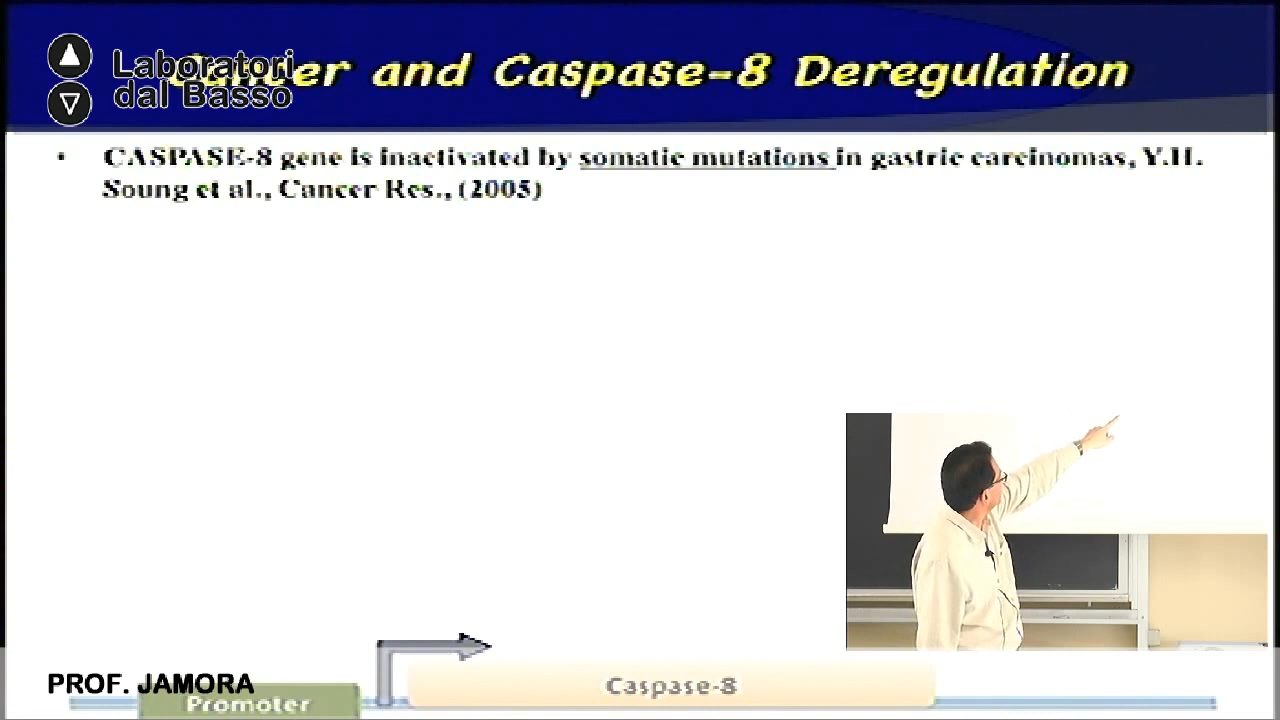 Laboratori
dal Basso
and Caspase-8 Deregulation
• CASPASE-8 gene is inactivated by somatic mutations in gastric carcinomas, Y.H.
Soung et al., Cancer Res., (2005)
PROF. JAMORA
Promoter
Caspase-8